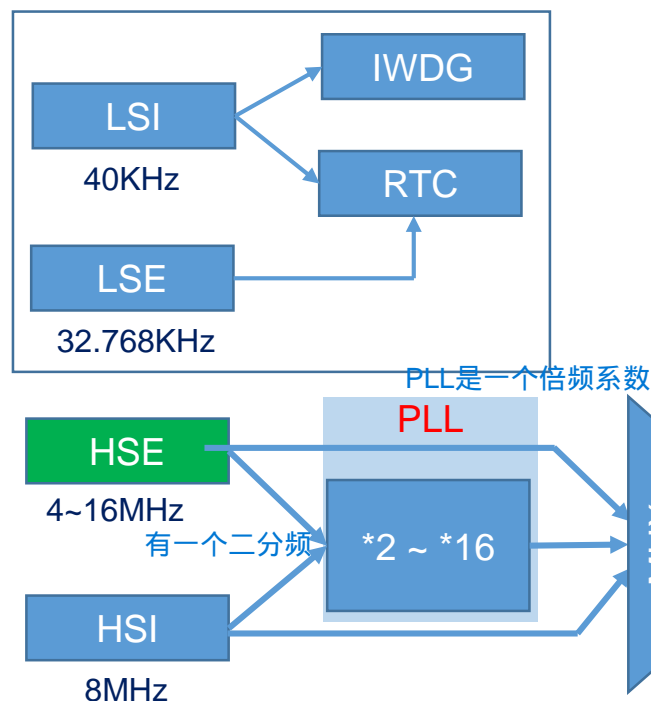 IWDG
LSI
40KHz
RTC
LSE
32.768KHz
PLL是一个倍频系数
PLL
HSE
4~16MHz
有一个二分频
*2 ~ *16
HSI
8MHz